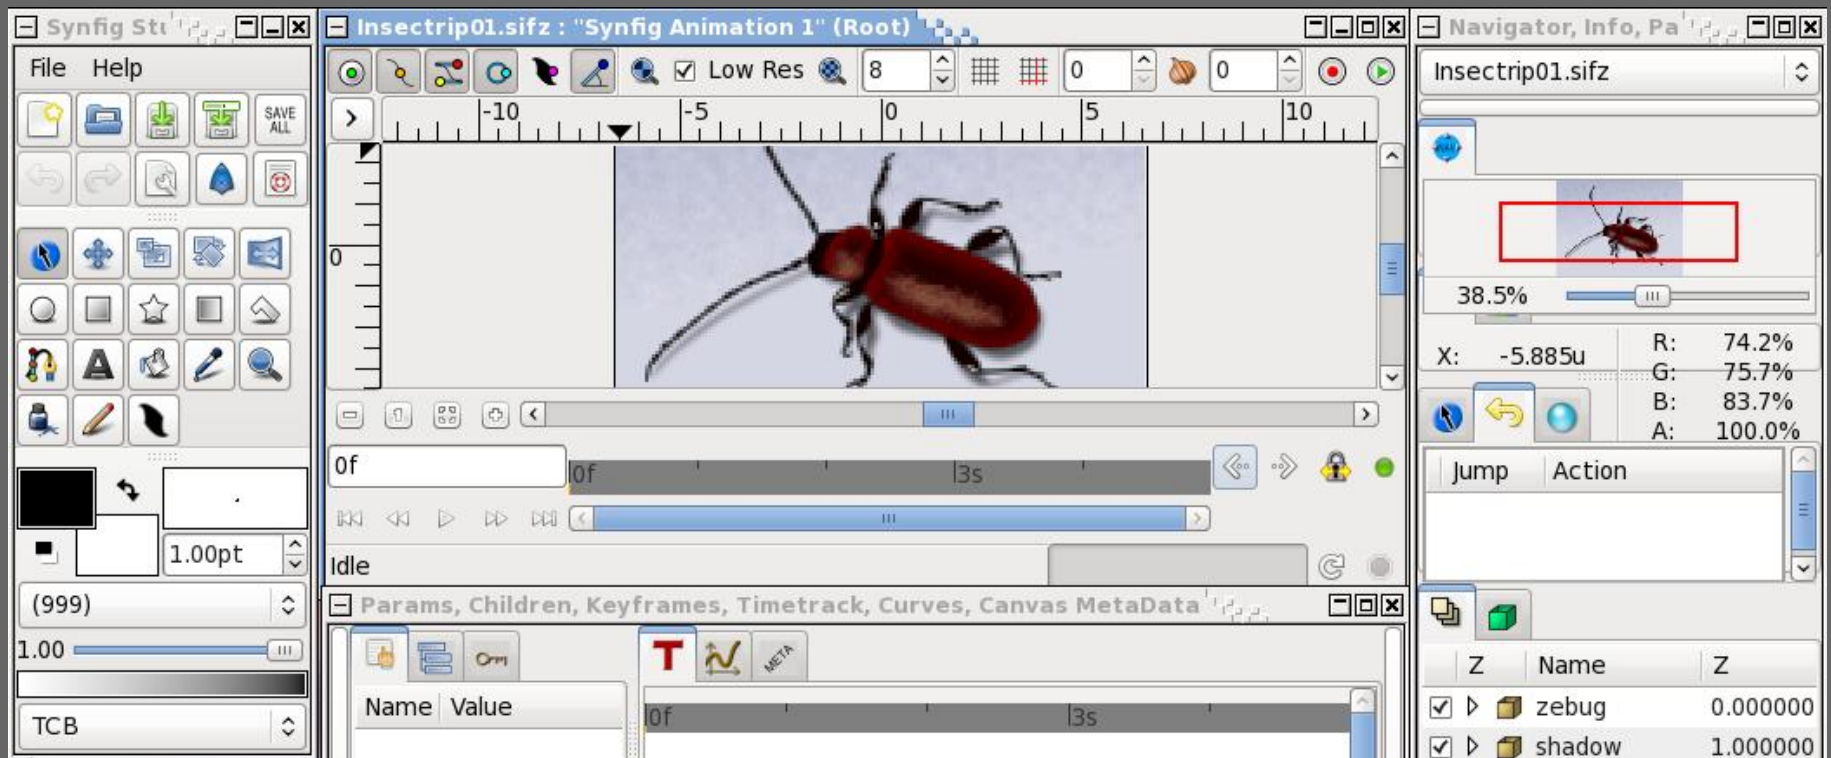 Synfig Stu
File Help
SAVE
ALL
1.00pt
(999)
1.00
TCB
Insectrip01.sifz : "Synfig Animation 1" (Root)
Low Res 8 0 0
-10 -5 0 5 10
0
0f 0f 3s
Idle
Params, Children, Keyframes, Timetrack, Curves, Canvas MetaData
META
Name Value 0f 3s
Navigator, Info, Pa
Insectrip01.sifz
NAV
38.5%
X: -5.885u
R: 74.2%
G: 75.7%
B: 83.7%
A: 100.0%
Jump Action
Z Name Z
zebug 0.000000
shadow 1.000000